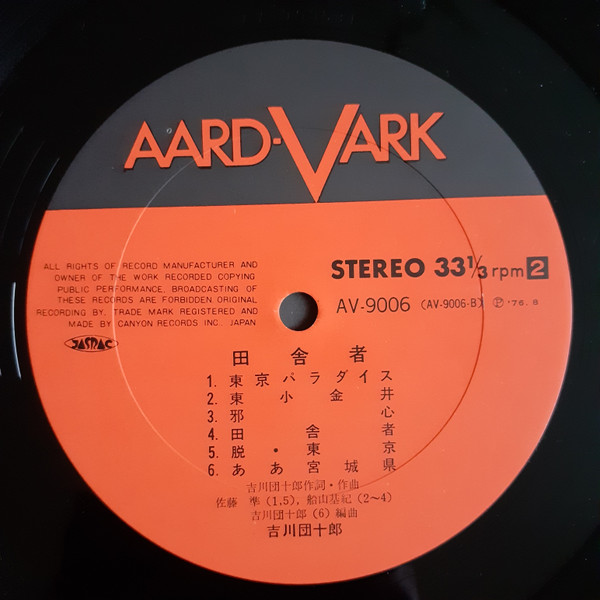 AARD-VARK
ALL RIGHTS OF RECORD MANUFACTURER AND
OWNER OF THE WORK RECORDED COPYING
PUBLIC PERFORMANCE, BROADCASTING OF
THESE RECORDS ARE FORBIDDEN ORIGINAL
RECORDING BY, TRADE MARK REGISTERED AND
MADE BY CANYON RECORDS INC., JAPAN
JASRAC
STEREO 33⅓rpm 2
AV-9006 (AV-9006-B) Ⓟ '76.8
田舎者
1. 東京パラダイス
2. 東小金井
3. 邪心
4. 田舎者
5. 脱・東京
6. ああ宮城県
吉川団十郎作詞・作曲
佐藤 準(1,5), 船山基紀(2~4)
吉川団十郎(6)編曲
吉川団十郎